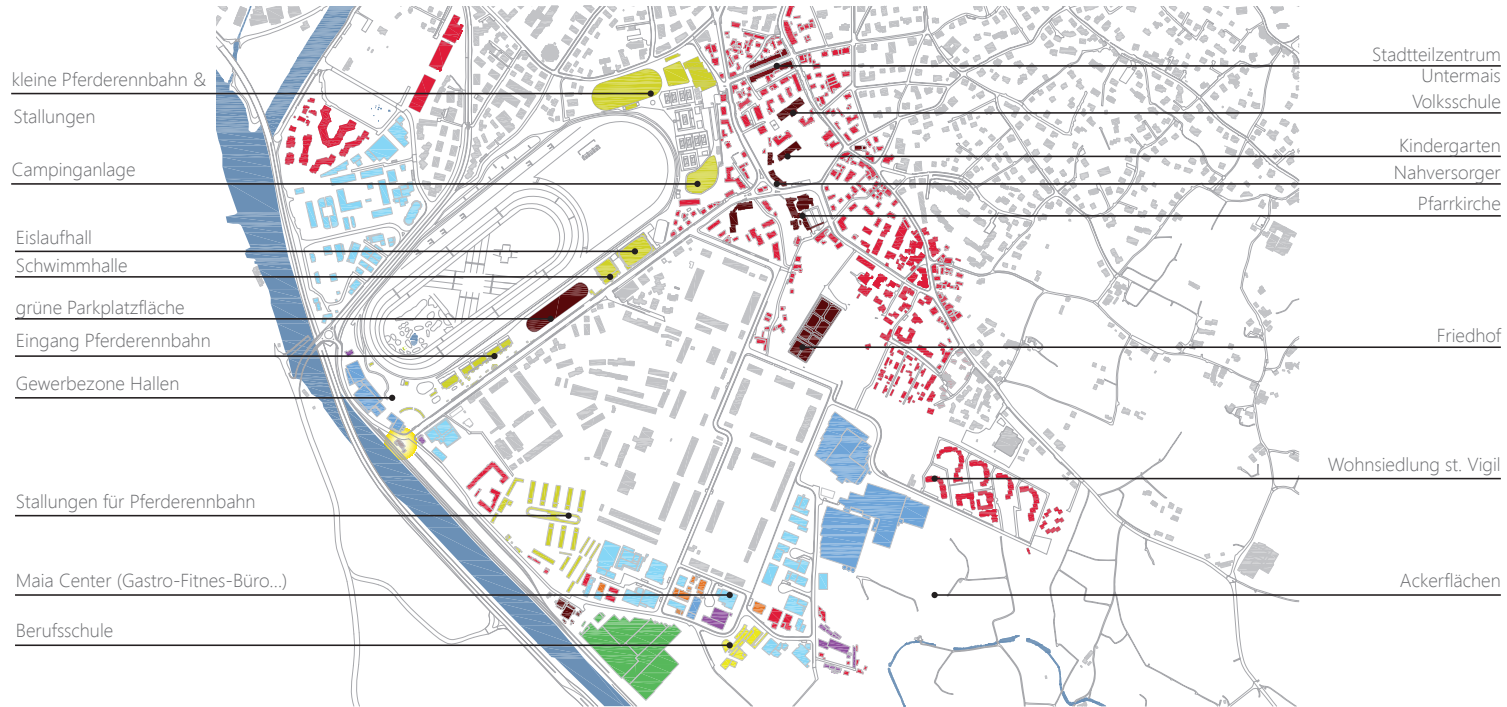 kleine Pferderennbahn &
Stallungen
Campinganlage
Eislaufhall
Schwimmhalle
grüne Parkplatzfläche
Eingang Pferderennbahn
Gewerbezone Hallen
Stallungen für Pferderennbahn
Maia Center (Gastro-Fitnes-Büro...)
Berufsschule
Stadtteilzentrum
Untermais
Volksschule
Kindergarten
Nahversorger
Pfarrkirche
Friedhof
Wohnsiedlung st. Vigil
Ackerflächen